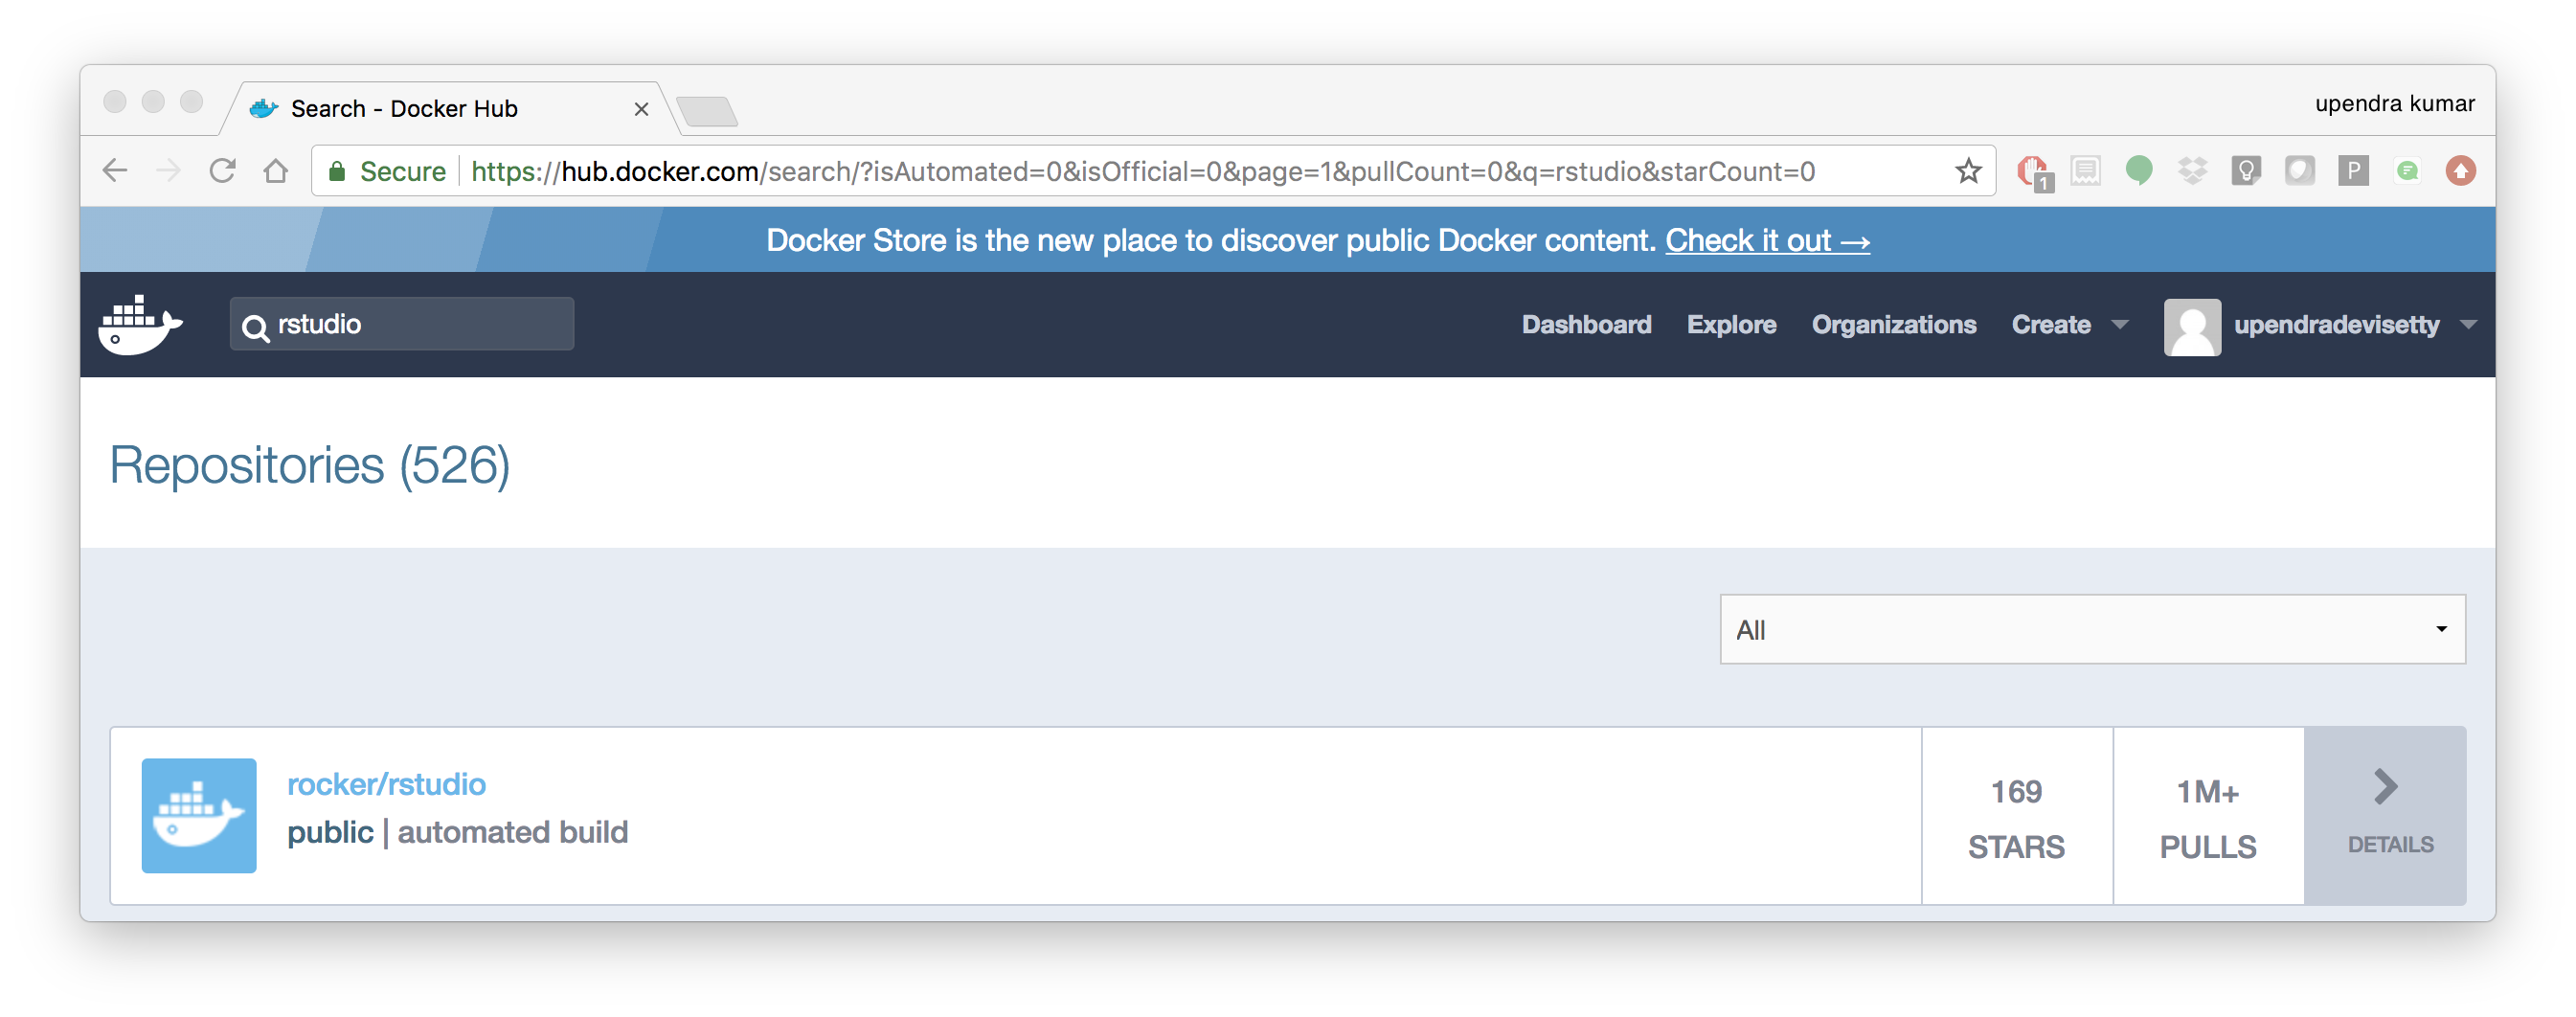 Search - Docker Hub
upendra kumar
Secure https://hub.docker.com/search/?isAutomated=0&isOfficial=0&page=1&pullCount=0&q=rstudio&starCount=0
1
P
Docker Store is the new place to discover public Docker content. Check it out →
rstudio
Dashboard Explore Organizations Create upendradevisetty
Repositories (526)
All
rocker/rstudio
public | automated build
169
STARS
1M+
PULLS
DETAILS